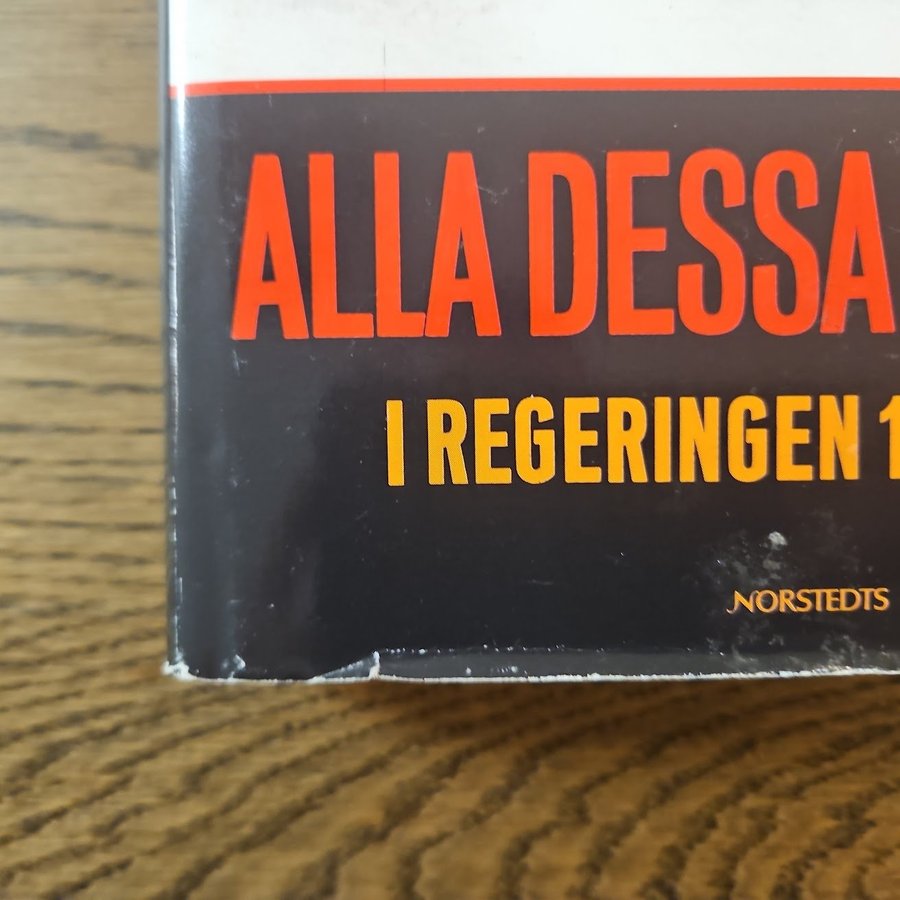 ALLA DESSA
I REGERINGEN 1
NORSTEDTS